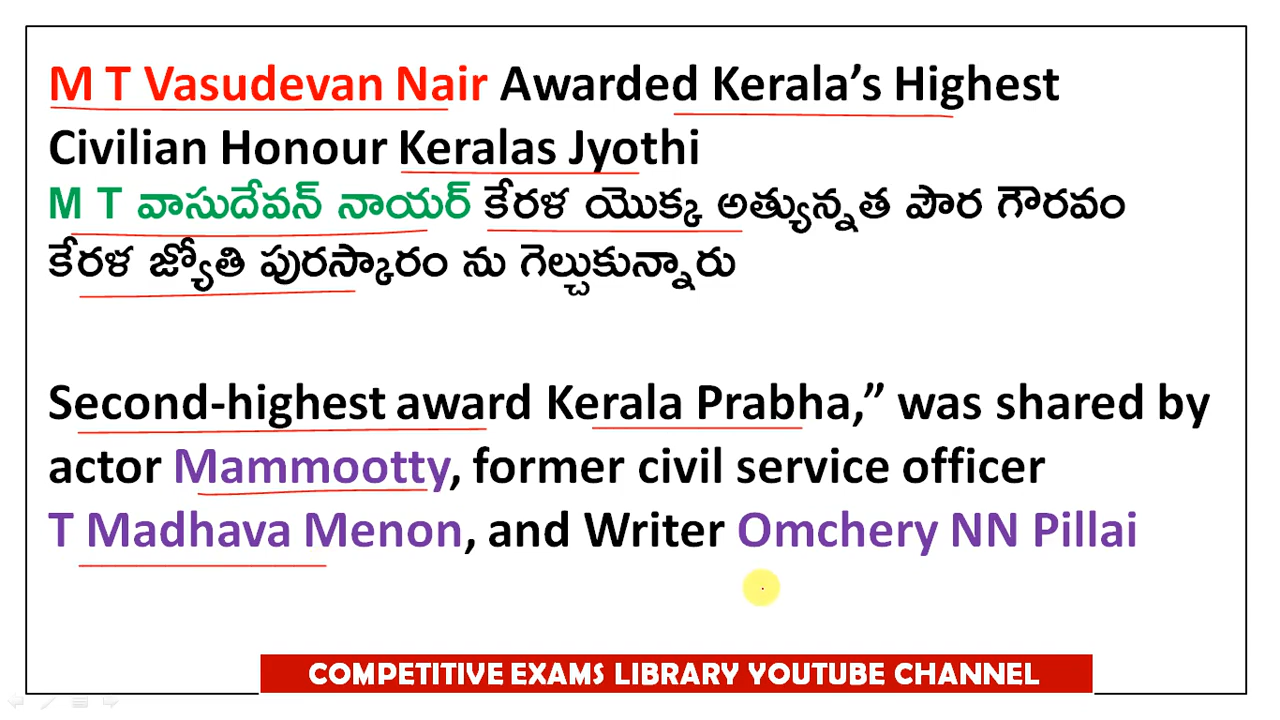 M T Vasudevan Nair Awarded Kerala’s Highest
Civilian Honour Keralas Jyothi
M T వాసుదేవన్ నాయర్ కేరళ యొక్క అత్యున్నత పౌర గౌరవం
కేరళ జ్యోతి పురస్కారం ను గెల్చుకున్నారు
Second-highest award Kerala Prabha,” was shared by
actor Mammootty, former civil service officer
T Madhava Menon, and Writer Omchery NN Pillai
COMPETITIVE EXAMS LIBRARY YOUTUBE CHANNEL